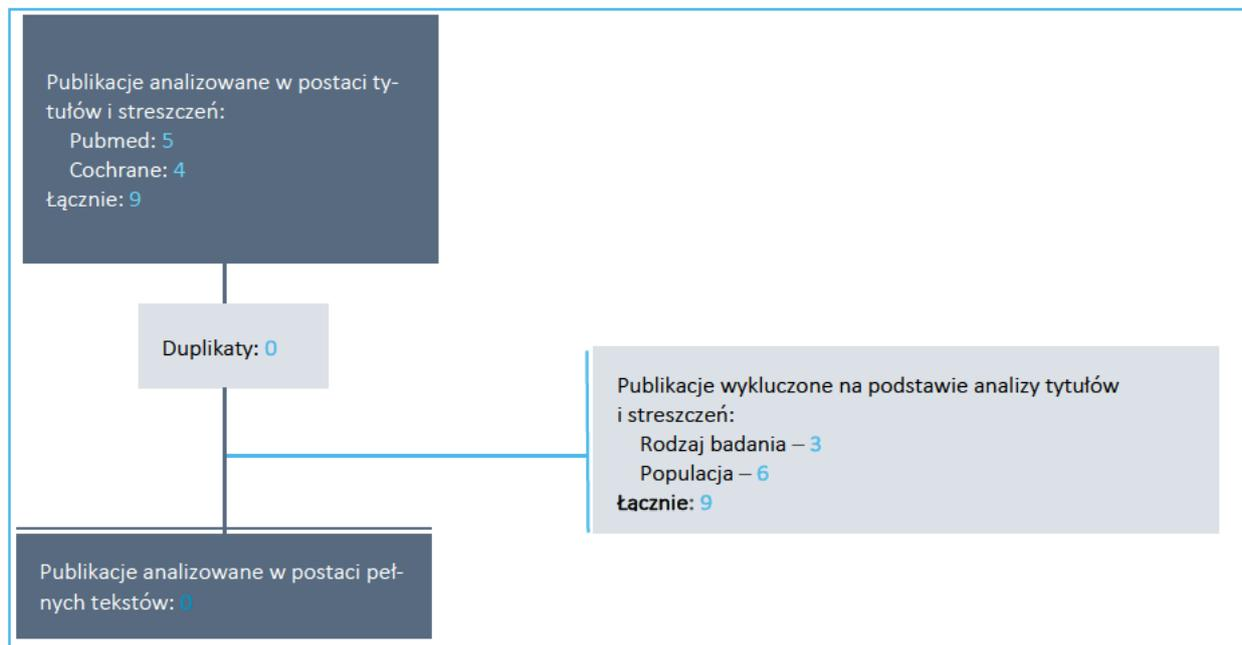 Publikacje analizowane w postaci ty-
tułów i streszczeń:
Pubmed: 5
Cochrane: 4
Łącznie: 9
Duplikaty: 0
Publikacje wykluczone na podstawie analizy tytułów
i streszczeń:
Rodzaj badania – 3
Populacja – 6
Łącznie: 9
Publikacje analizowane w postaci peł-
nych tekstów: 0